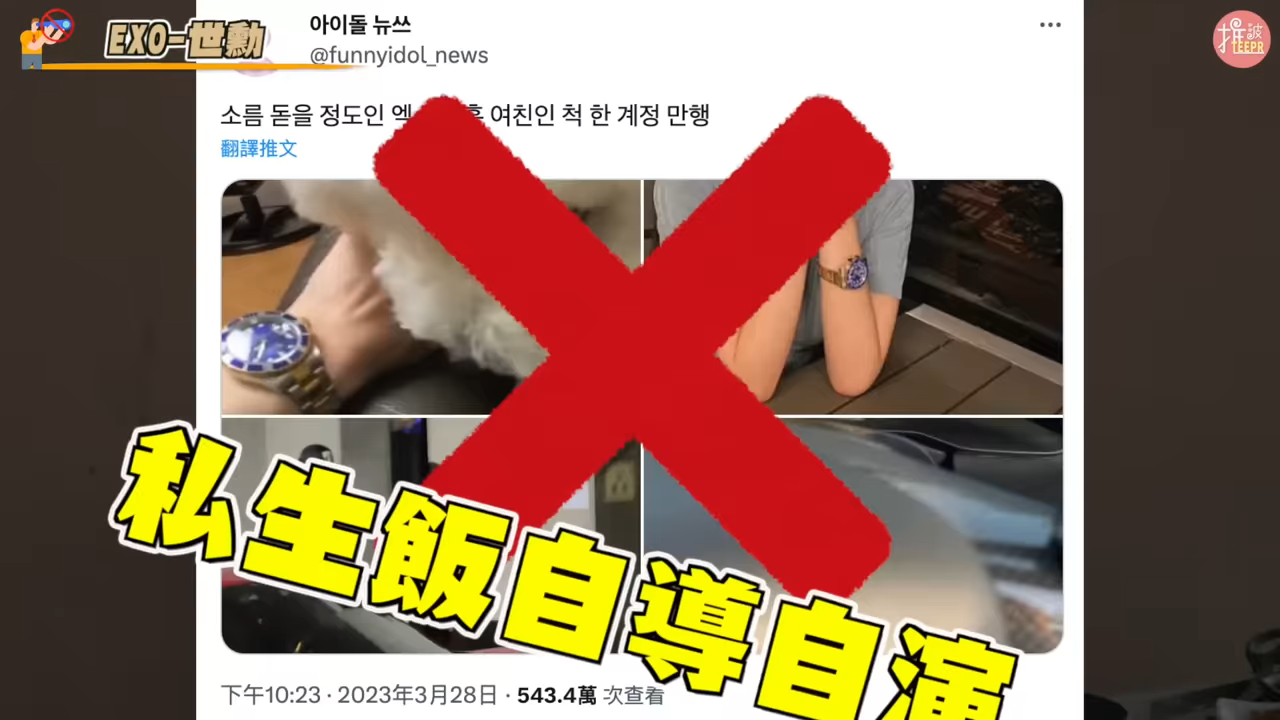 EXO-世勳
아이돌 뉴쓰
@funnyidol_news
推波
TEEPR
소름 돋을 정도인 여친인 척 한 계정 만행
翻譯推文
私生飯自導自演
下午10:23 · 2023年3月28日 · 543.4萬 次查看